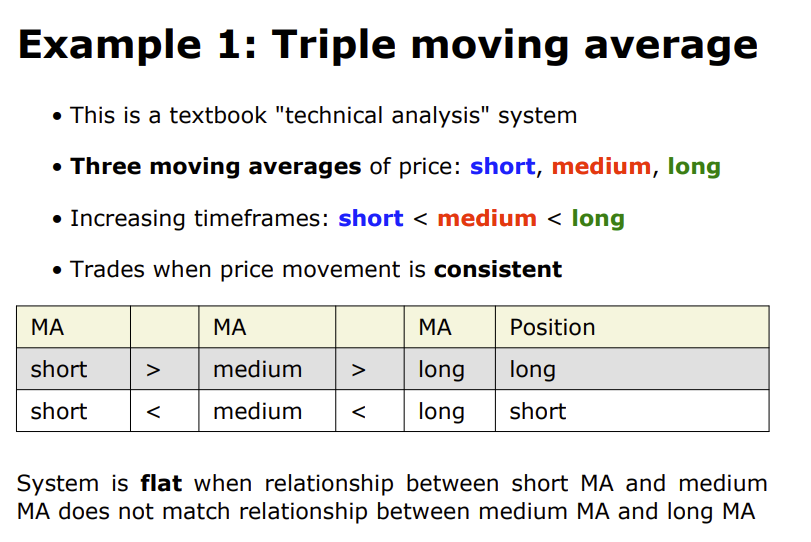 Example 1: Triple moving average
• This is a textbook "technical analysis" system
• Three moving averages of price: short, medium, long
• Increasing timeframes: short < medium < long
• Trades when price movement is consistent
MA MA MA Position
short > medium > long long
short < medium < long short
System is flat when relationship between short MA and medium
MA does not match relationship between medium MA and long MA